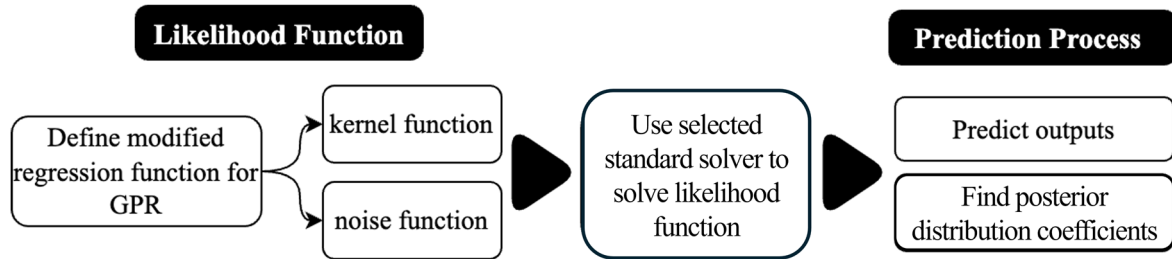 Likelihood Function
Define modified
regression function for
GPR
kernel function
noise function
Use selected
standard solver to
solve likelihood
function
Prediction Process
Predict outputs
Find posterior
distribution coefficients